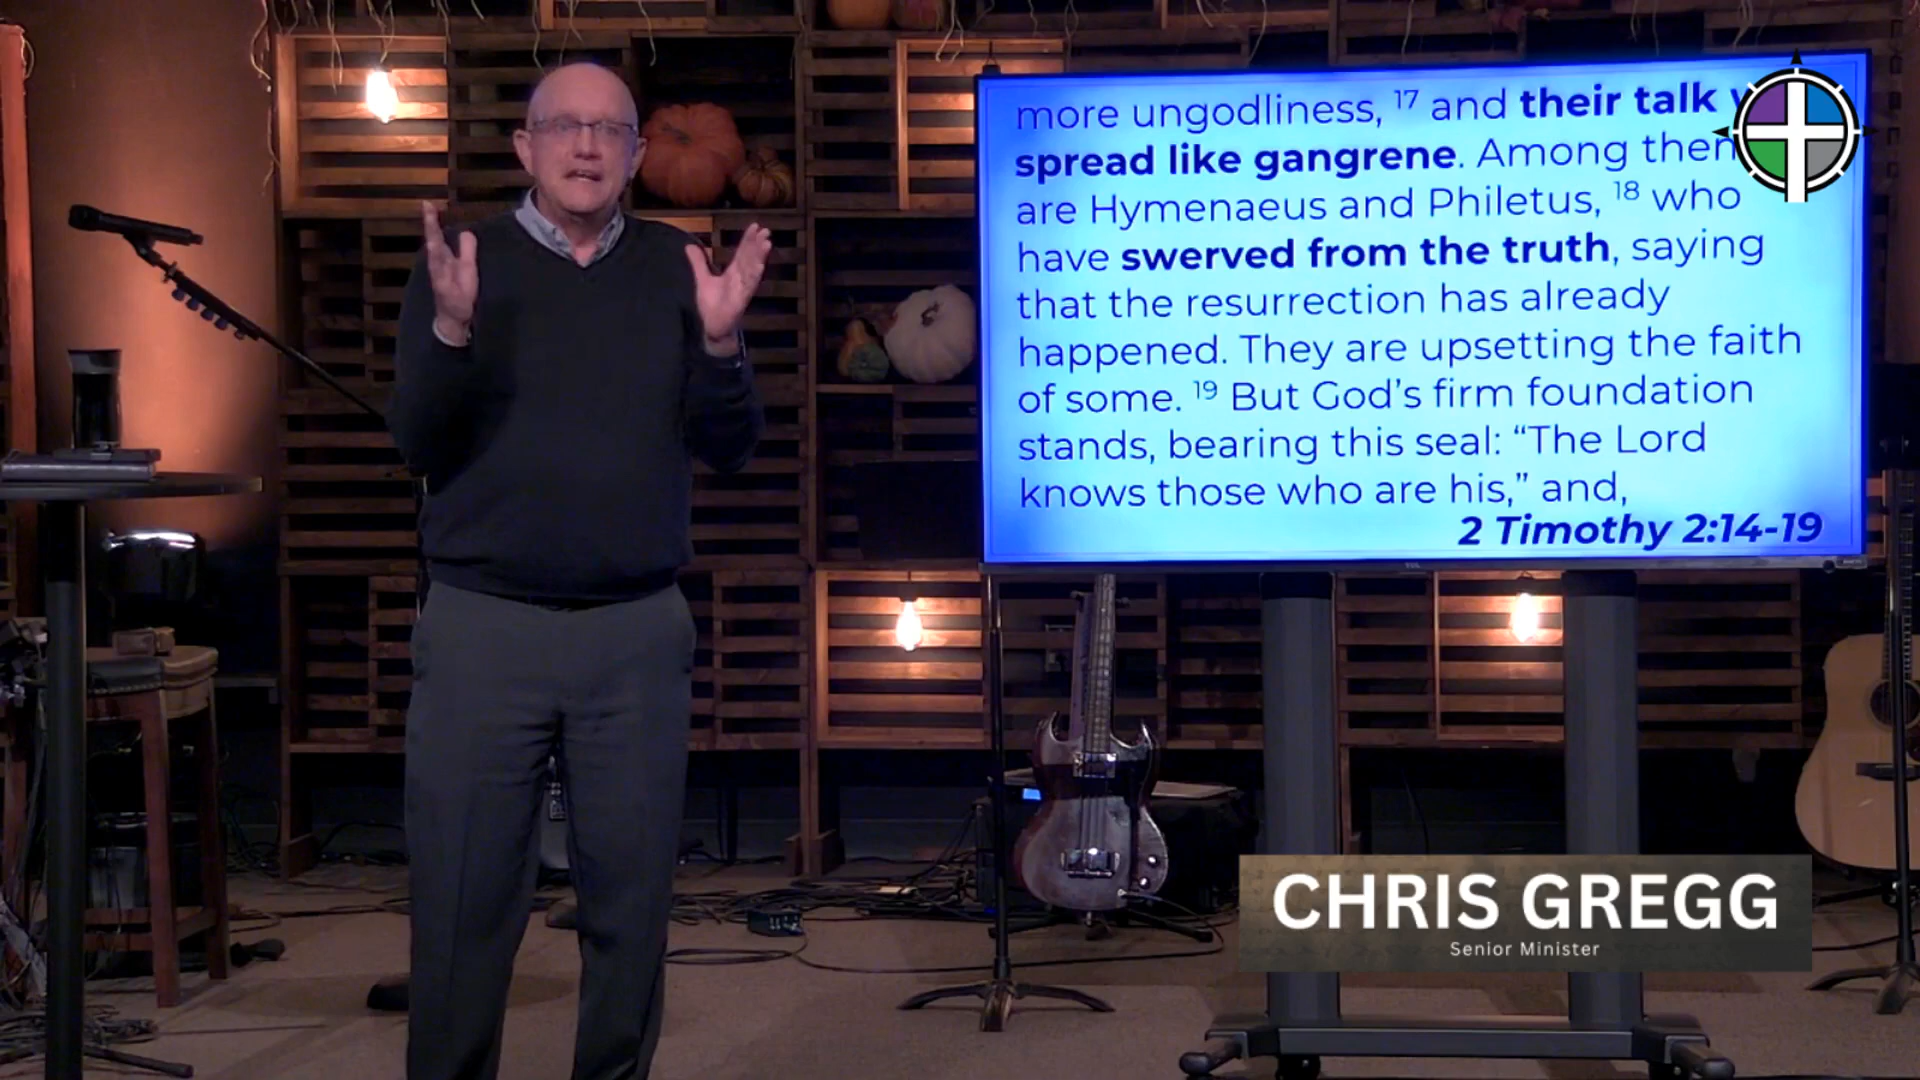 more ungodliness, 17 and their talk
spread like gangrene. Among them
are Hymenaeus and Philetus, 18 who
have swerved from the truth, saying
that the resurrection has already
happened. They are upsetting the faith
of some. 19 But God’s firm foundation
stands, bearing this seal: “The Lord
knows those who are his,” and,
2 Timothy 2:14-19
CHRIS GREGG
Senior Minister